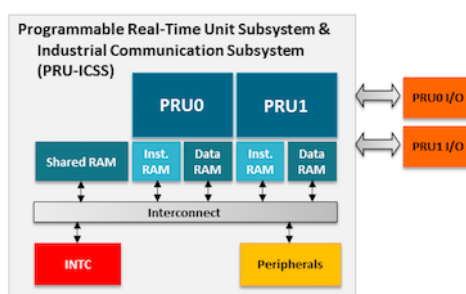 Programmable Real-Time Unit Subsystem &
Industrial Communication Subsystem
(PRU-ICSS)
PRU0
PRU1
PRU0 I/O
PRU1 I/O
Shared RAM
Inst.
RAM
Data
RAM
Inst.
RAM
Data
RAM
Interconnect
INTC
Peripherals